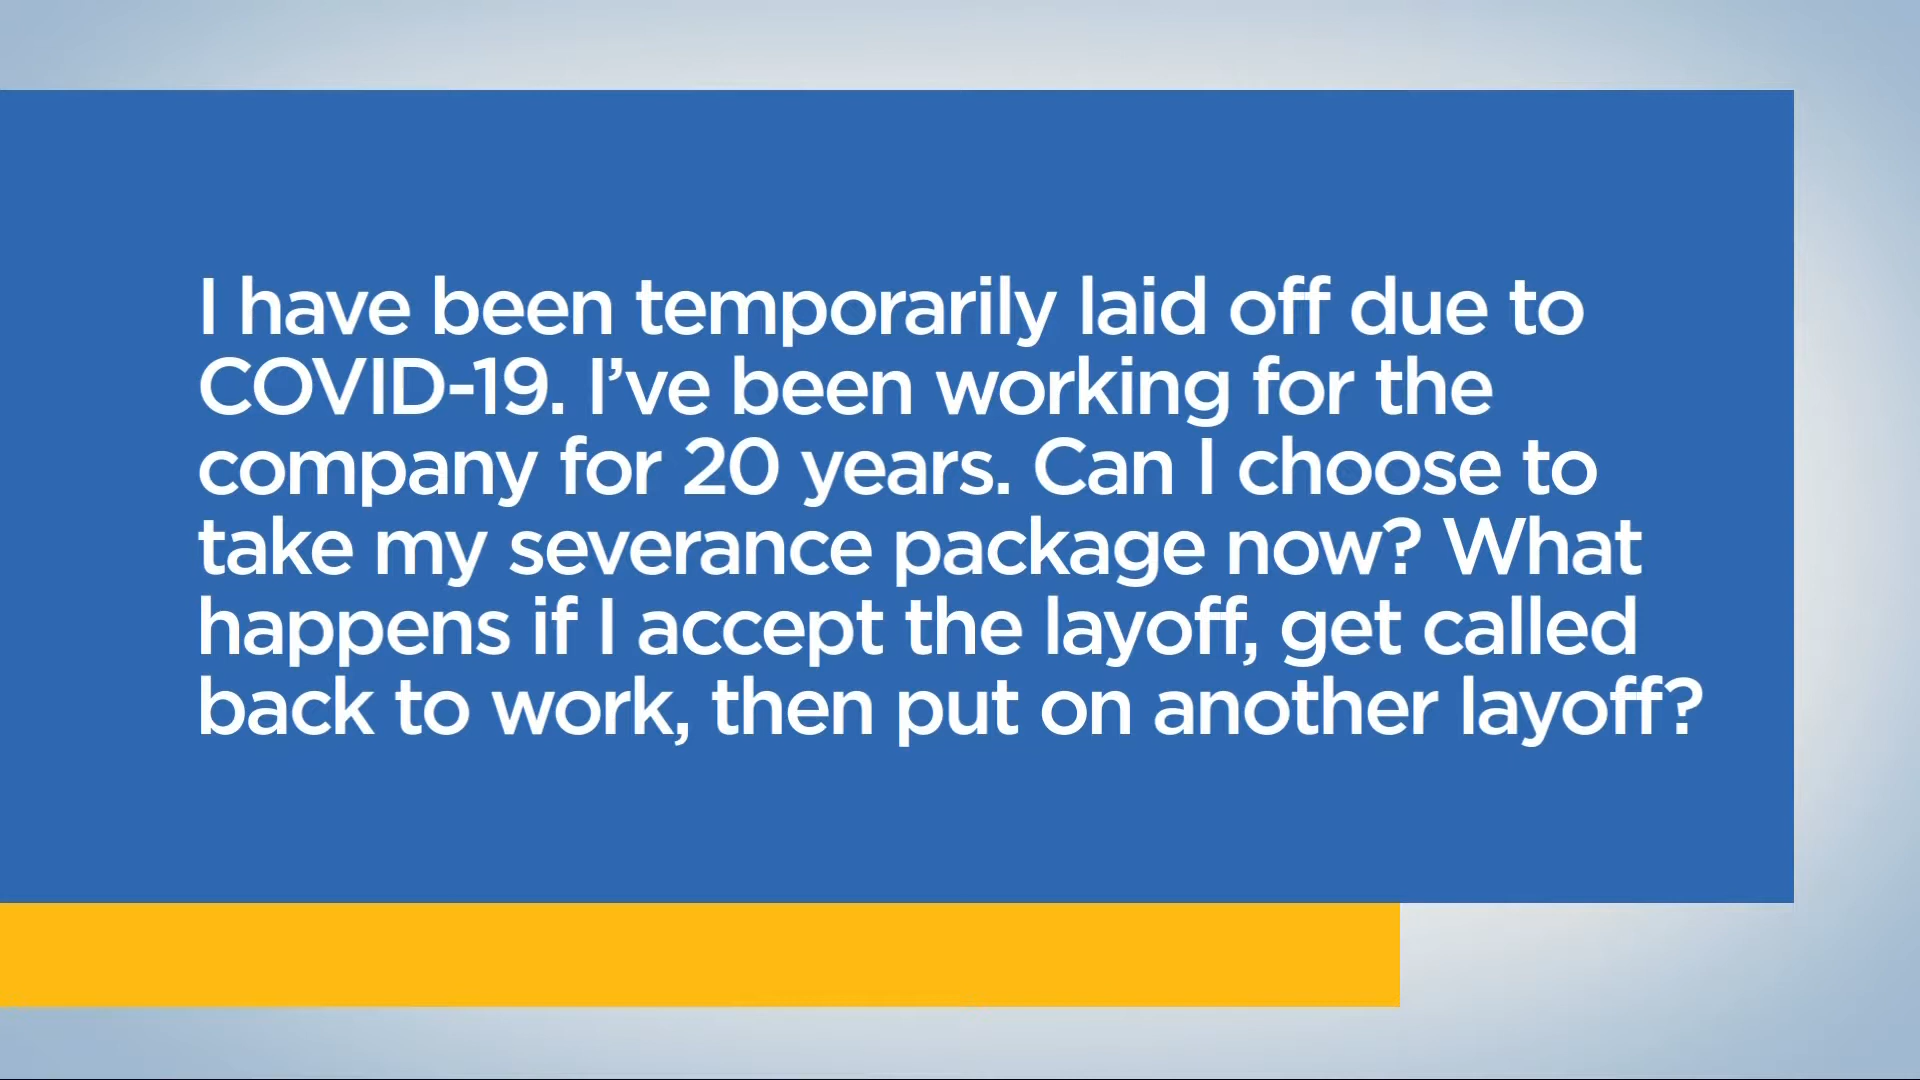 I have been temporarily laid off due to
COVID-19. I’ve been working for the
company for 20 years. Can I choose to
take my severance package now? What
happens if I accept the layoff, get called
back to work, then put on another layoff?